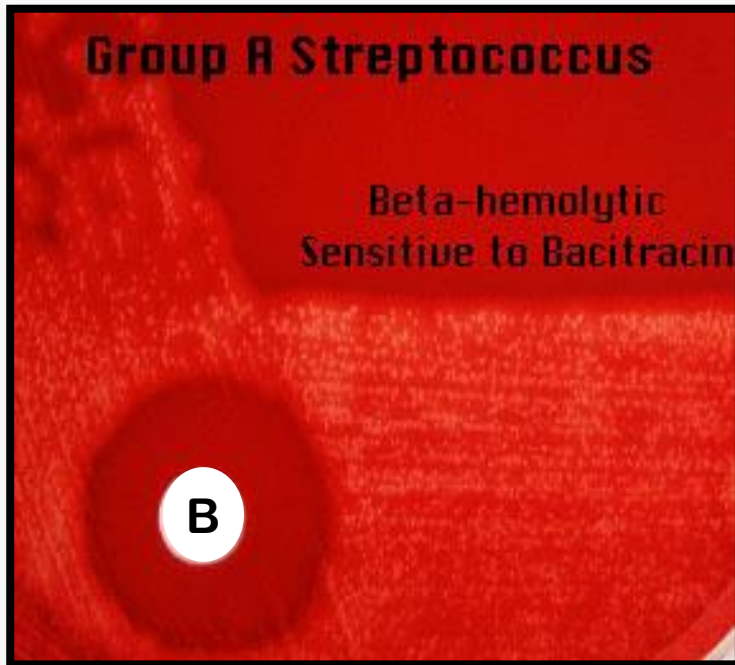 Group A Streptococcus
Beta-hemolytic
Sensitive to Bacitracin
B